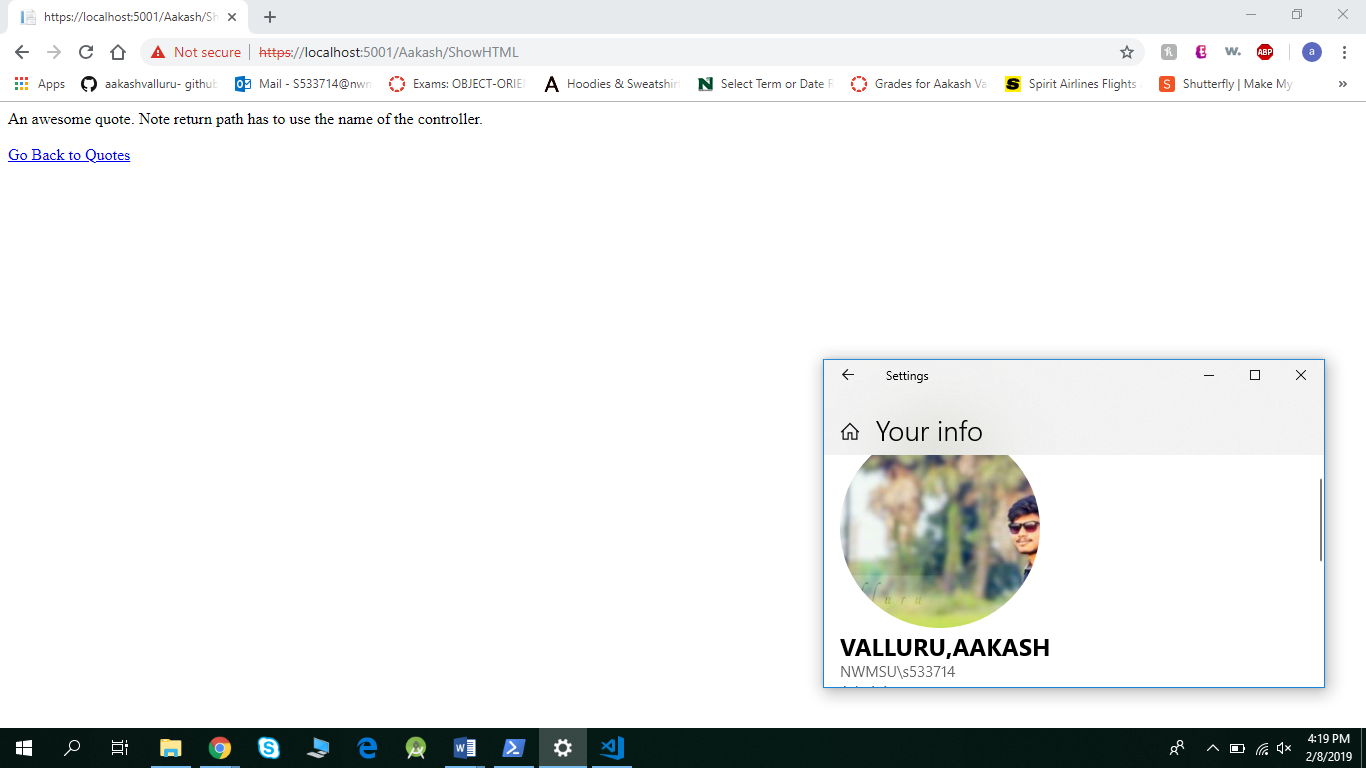 https://localhost:5001/Aakash/Sh
Not secure
https://localhost:5001/Aakash/ShowHTML
w.
ABP
a
Apps
aakashvalluru- github
Mail - S533714@nwm
Exams: OBJECT-ORIE
A
Hoodies & Sweatshirt
N
Select Term or Date R
Grades for Aakash Va
S
Spirit Airlines Flights
S
Shutterfly | Make My
»
An awesome quote. Note return path has to use the name of the controller.
Go Back to Quotes
Settings
Your info
VALLURU,AAKASH
NWMSU\s533714
4:19 PM
2/8/2019